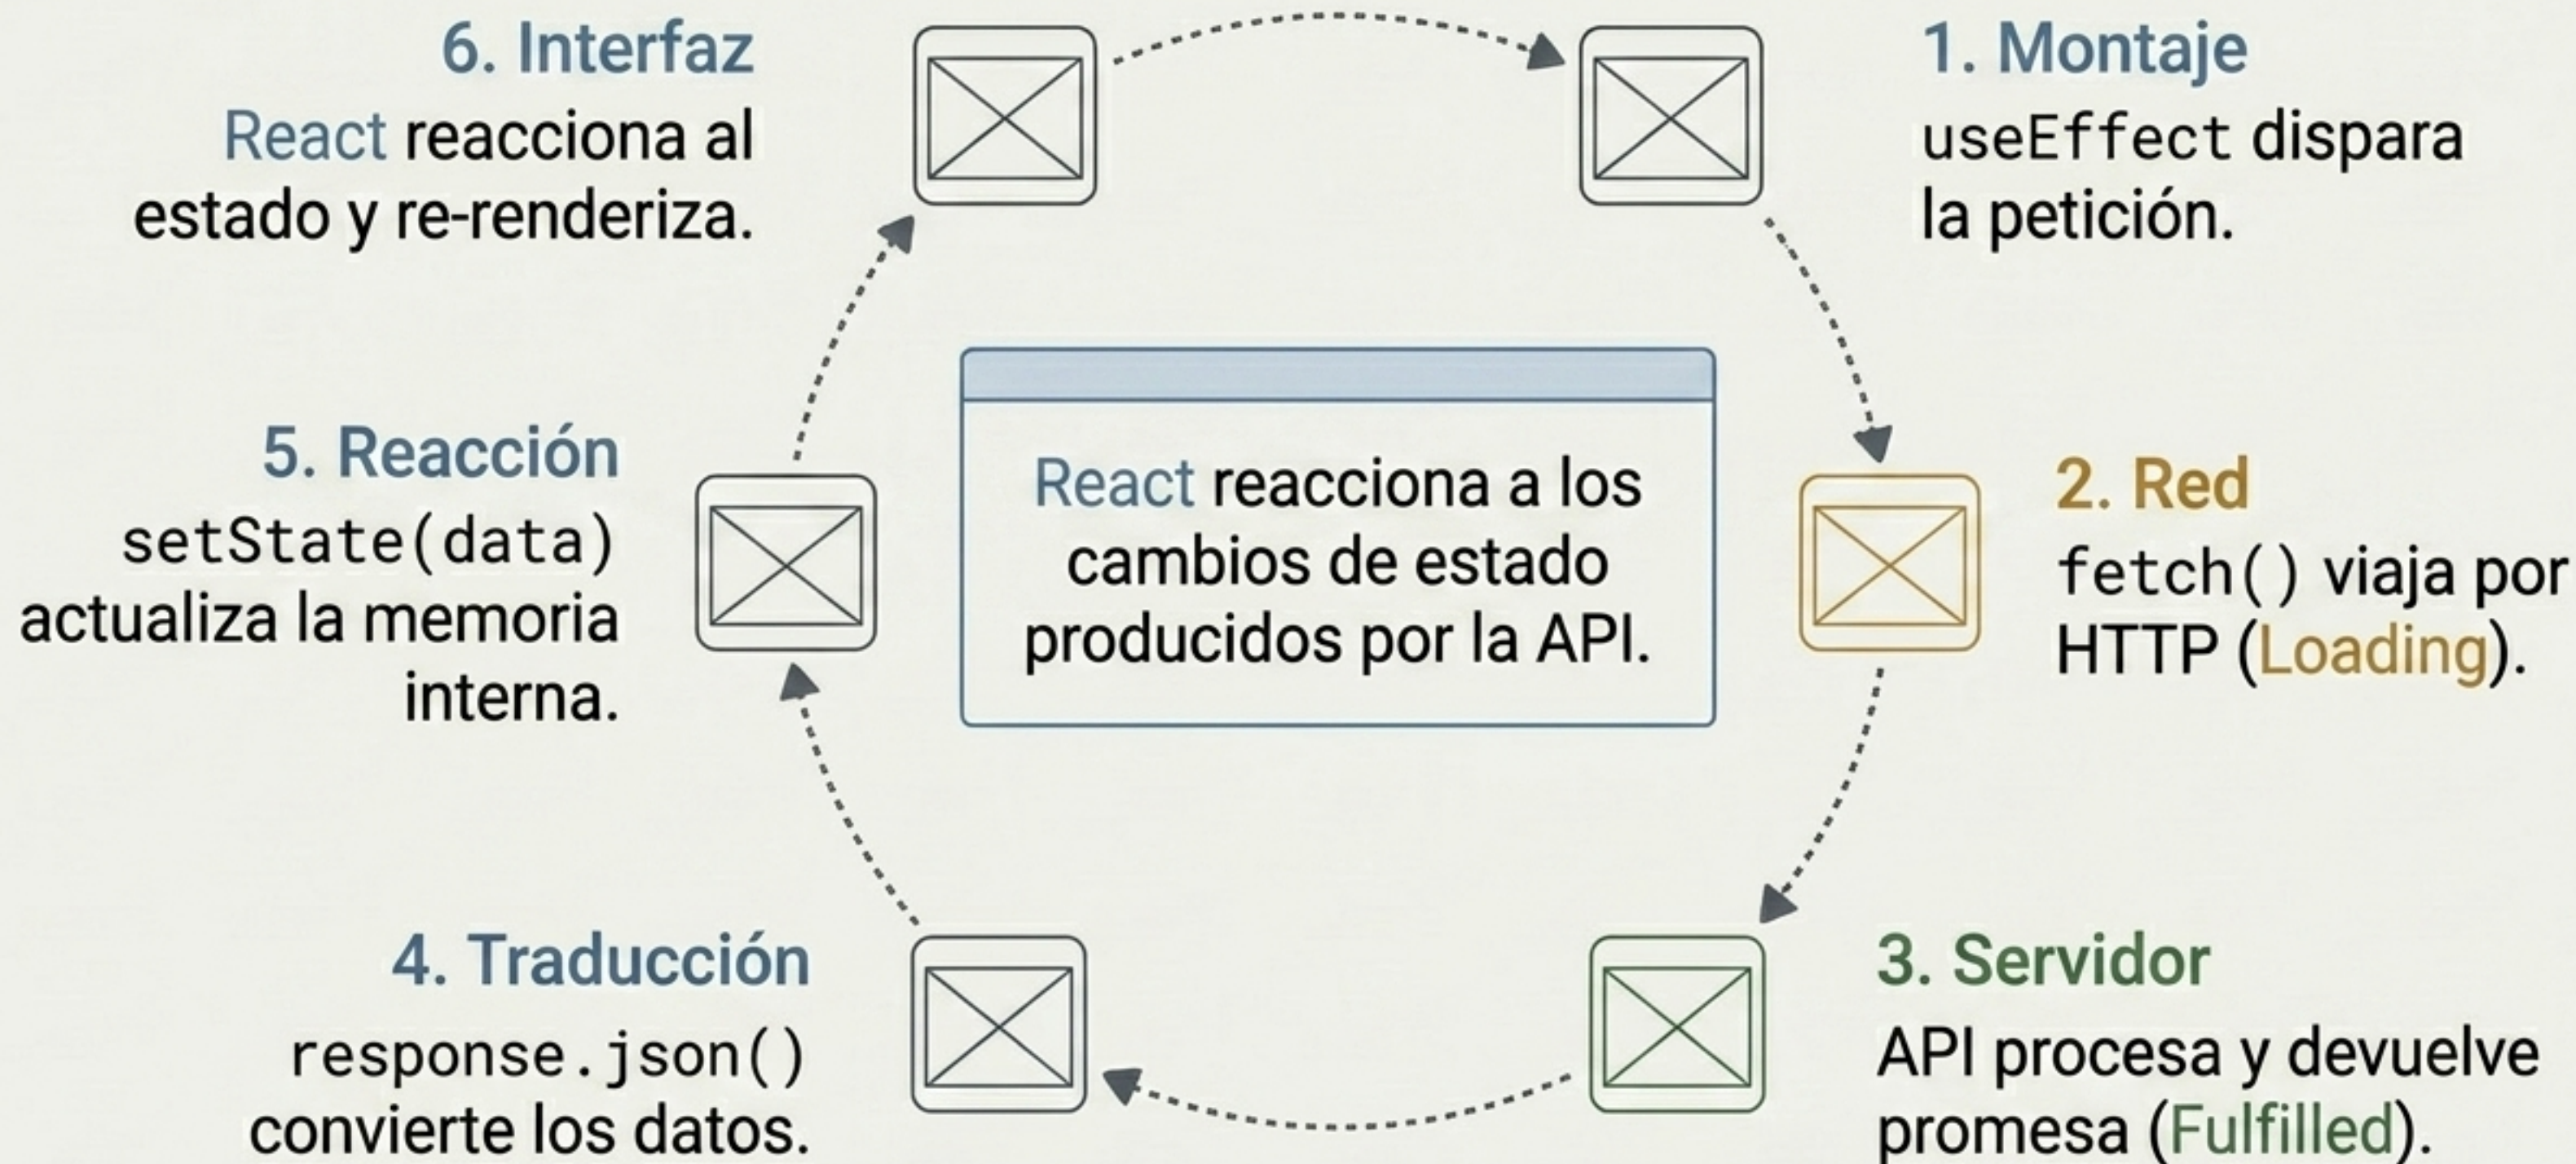 6. Interfaz
React reacciona al
estado y re-renderiza.
1. Montaje
useEffect dispara
la petición.
5. Reacción
setState(data)
actualiza la memoria
interna.
React reacciona a los
cambios de estado
producidos por la API.
2. Red
fetch() viaja por
HTTP (Loading).
4. Traducción
response.json()
convierte los datos.
3. Servidor
API procesa y devuelve
promesa (Fulfilled).